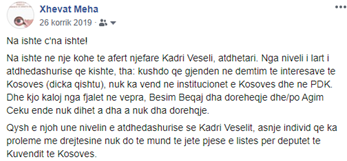 Xhevat Meha
26 korrik 2019 ·
Na ishte c'na ishte!
Na ishte ne nje kohe te afert njefare Kadri Veseli, atdhetari. Nga niveli i lart i
atdhedashurise qe kishte, tha: kushdo qe gjenden ne demtim te interesave te
Kosoves (dicka qishtu), nuk ka vend ne institucionet e Kosoves dhe ne PDK.
Dhe kjo kaloj nga fjalet ne vepra, Besim Beqaj dha doreheqje dhe/po Agim
Ceku ende nuk dihet a dha a nuk dha dorehqje.
Qysh e njoh une nivelin e atdhedashurise se Kadri Veselit, asnje individ qe ka
proleme me drejtesine nuk do te mund te jete pjese e listes per deputet te
Kuvendit te Kosoves.